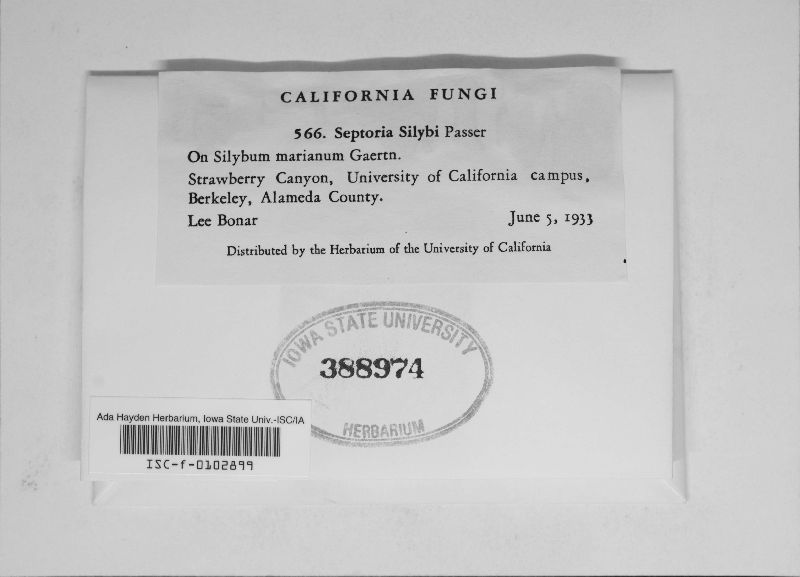 CALIFORNIA FUNGI
566. Septoria Silybi Passer
On Silybum marianum Gaertn.
Strawberry Canyon, University of California campus,
Berkeley, Alameda County.
Lee Bonar June 5, 1933
Distributed by the Herbarium of the University of California
IOWA STATE UNIVERSITY
388974
HERBARIUM
Ada Hayden Herbarium, Iowa State Univ.-ISC/IA
ISC-f-0102899